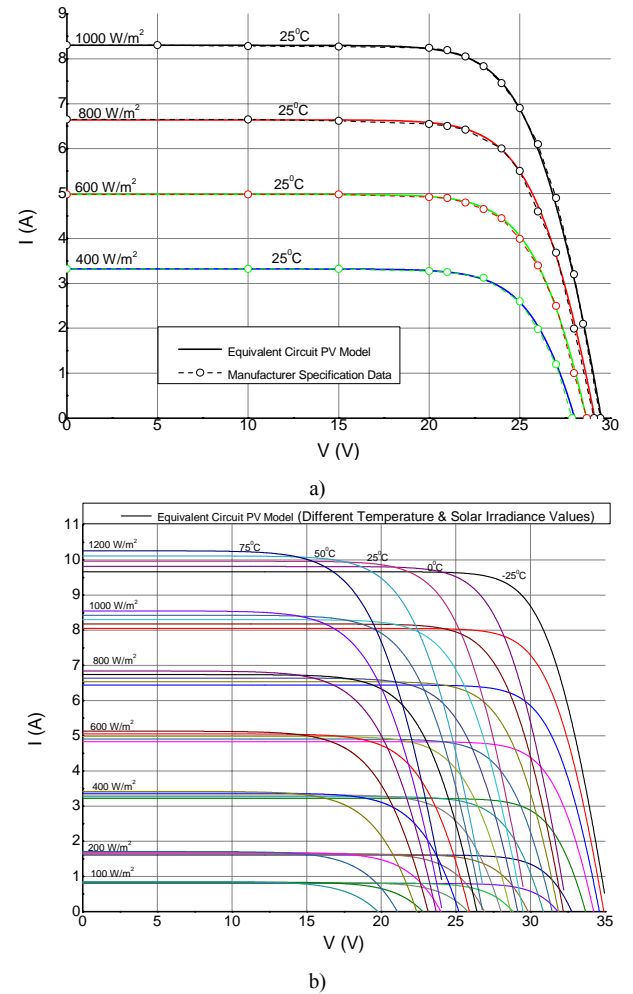 9
8
7
6
5
4
3
2
1
0
I (A)
1000 W/m²
25⁰C
800 W/m²
25⁰C
600 W/m²
25⁰C
400 W/m²
25⁰C
Equivalent Circuit PV Model
Manufacturer Specification Data
0 5 10 15 20 25 30
V (V)
a)
Equivalent Circuit PV Model (Different Temperature & Solar Irradiance Values)
11
10
9
8
7
6
5
4
3
2
1
0
I (A)
1200 W/m²
75⁰C
50⁰C
25⁰C
0⁰C
-25⁰C
1000 W/m²
800 W/m²
600 W/m²
400 W/m²
200 W/m²
100 W/m²
0 5 10 15 20 25 30 35
V (V)
b)